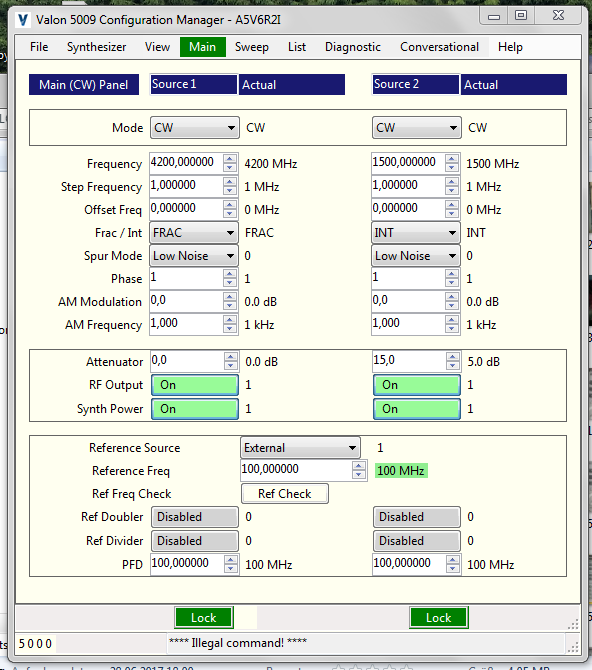 Valon 5009 Configuration Manager - A5V6R2I
File Synthesizer View Main Sweep List Diagnostic Conversational Help
Main (CW) Panel Source 1 Actual Source 2 Actual
Mode CW CW CW CW
Frequency 4200,000000 4200 MHz 1500,000000 1500 MHz
Step Frequency 1,000000 1 MHz 1,000000 1 MHz
Offset Freq 0,000000 0 MHz 0,000000 0 MHz
Frac / Int FRAC FRAC INT INT
Spur Mode Low Noise 0 Low Noise 0
Phase 1 1 1 1
AM Modulation 0,0 0.0 dB 0,0 0.0 dB
AM Frequency 1,000 1 kHz 1,000 1 kHz
Attenuator 0,0 0.0 dB 15,0 5.0 dB
RF Output On 1 On 1
Synth Power On 1 On 1
Reference Source External 1
Reference Freq 100,000000 100 MHz
Ref Freq Check Ref Check
Ref Doubler Disabled 0 Disabled 0
Ref Divider Disabled 0 Disabled 0
PFD 100,000000 100 MHz 100,000000 100 MHz
Lock Lock
5 0 0 0 **** Illegal command! ****